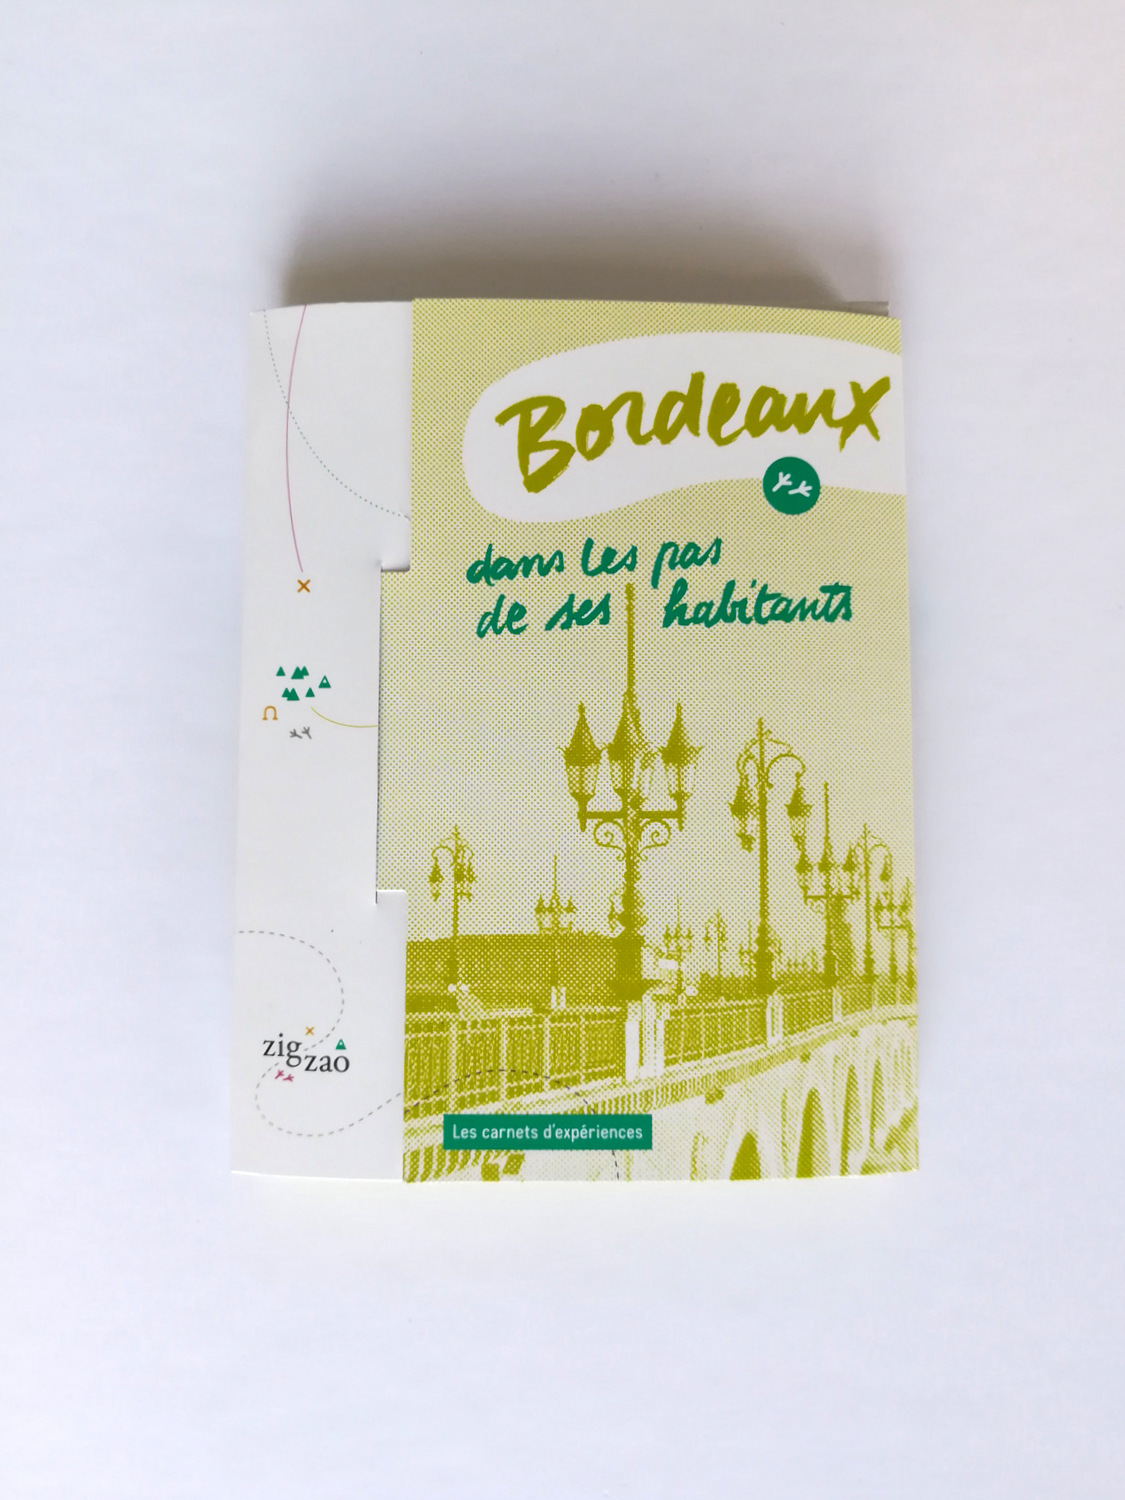 Bordeaux
dans les pas
de ses habitants
zig
zao
Les carnets d'expériences